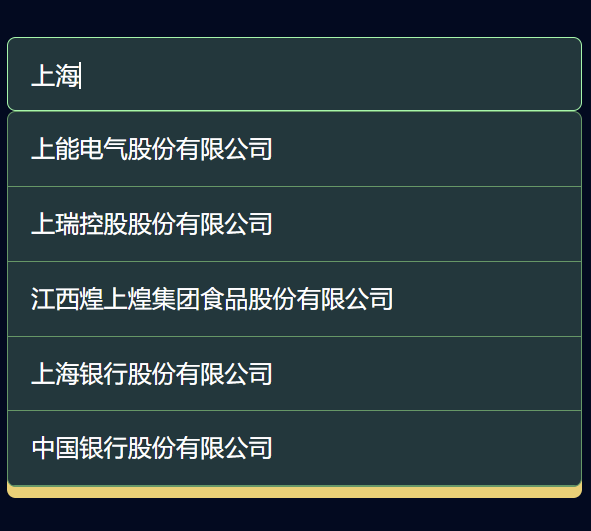 上海
上能电气股份有限公司
上瑞控股股份有限公司
江西煌上煌集团食品股份有限公司
上海银行股份有限公司
中国银行股份有限公司